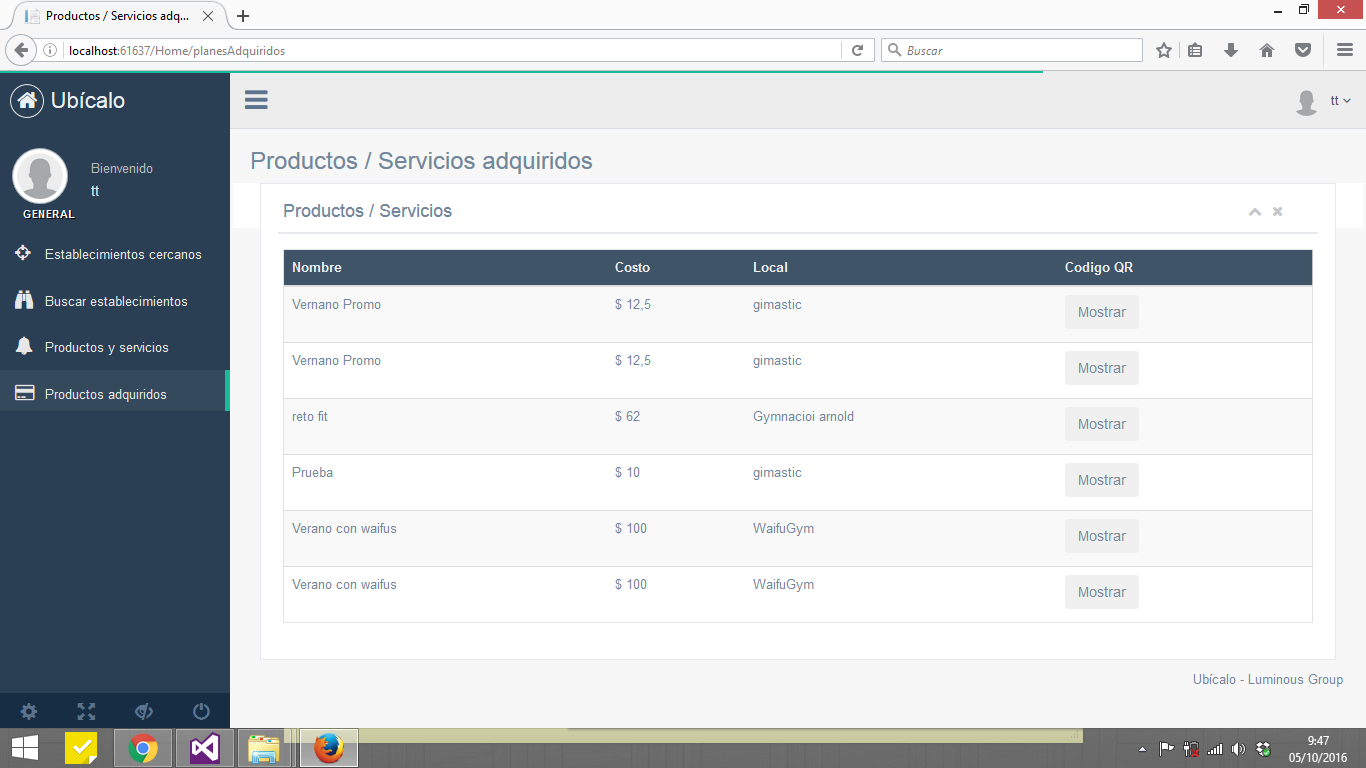 Productos / Servicios adq...
localhost:61637/Home/planesAdquiridos
Buscar
Ubícalo
tt
Bienvenido
tt
GENERAL
Establecimientos cercanos
Buscar establecimientos
Productos y servicios
Productos adquiridos
Productos / Servicios adquiridos
Productos / Servicios
Nombre Costo Local Codigo QR
Vernano Promo $ 12,5 gimastic Mostrar
Vernano Promo $ 12,5 gimastic Mostrar
reto fit $ 62 Gymnacioi arnold Mostrar
Prueba $ 10 gimastic Mostrar
Verano con waifus $ 100 WaifuGym Mostrar
Verano con waifus $ 100 WaifuGym Mostrar
Ubícalo - Luminous Group
9:47
05/10/2016